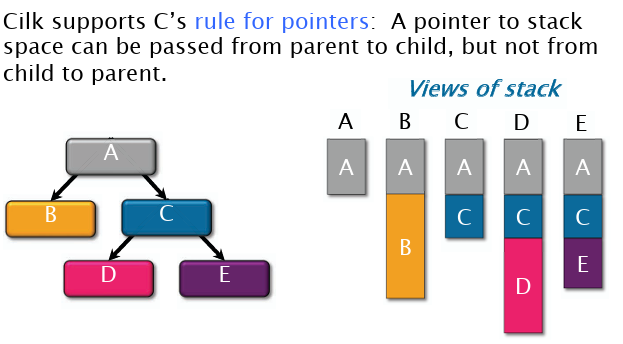 Cilk supports C’s rule for pointers: A pointer to stack
space can be passed from parent to child, but not from
child to parent.
Views of stack
A B C D E
A
B C
D E
A A A A A
C C C
B
E
D